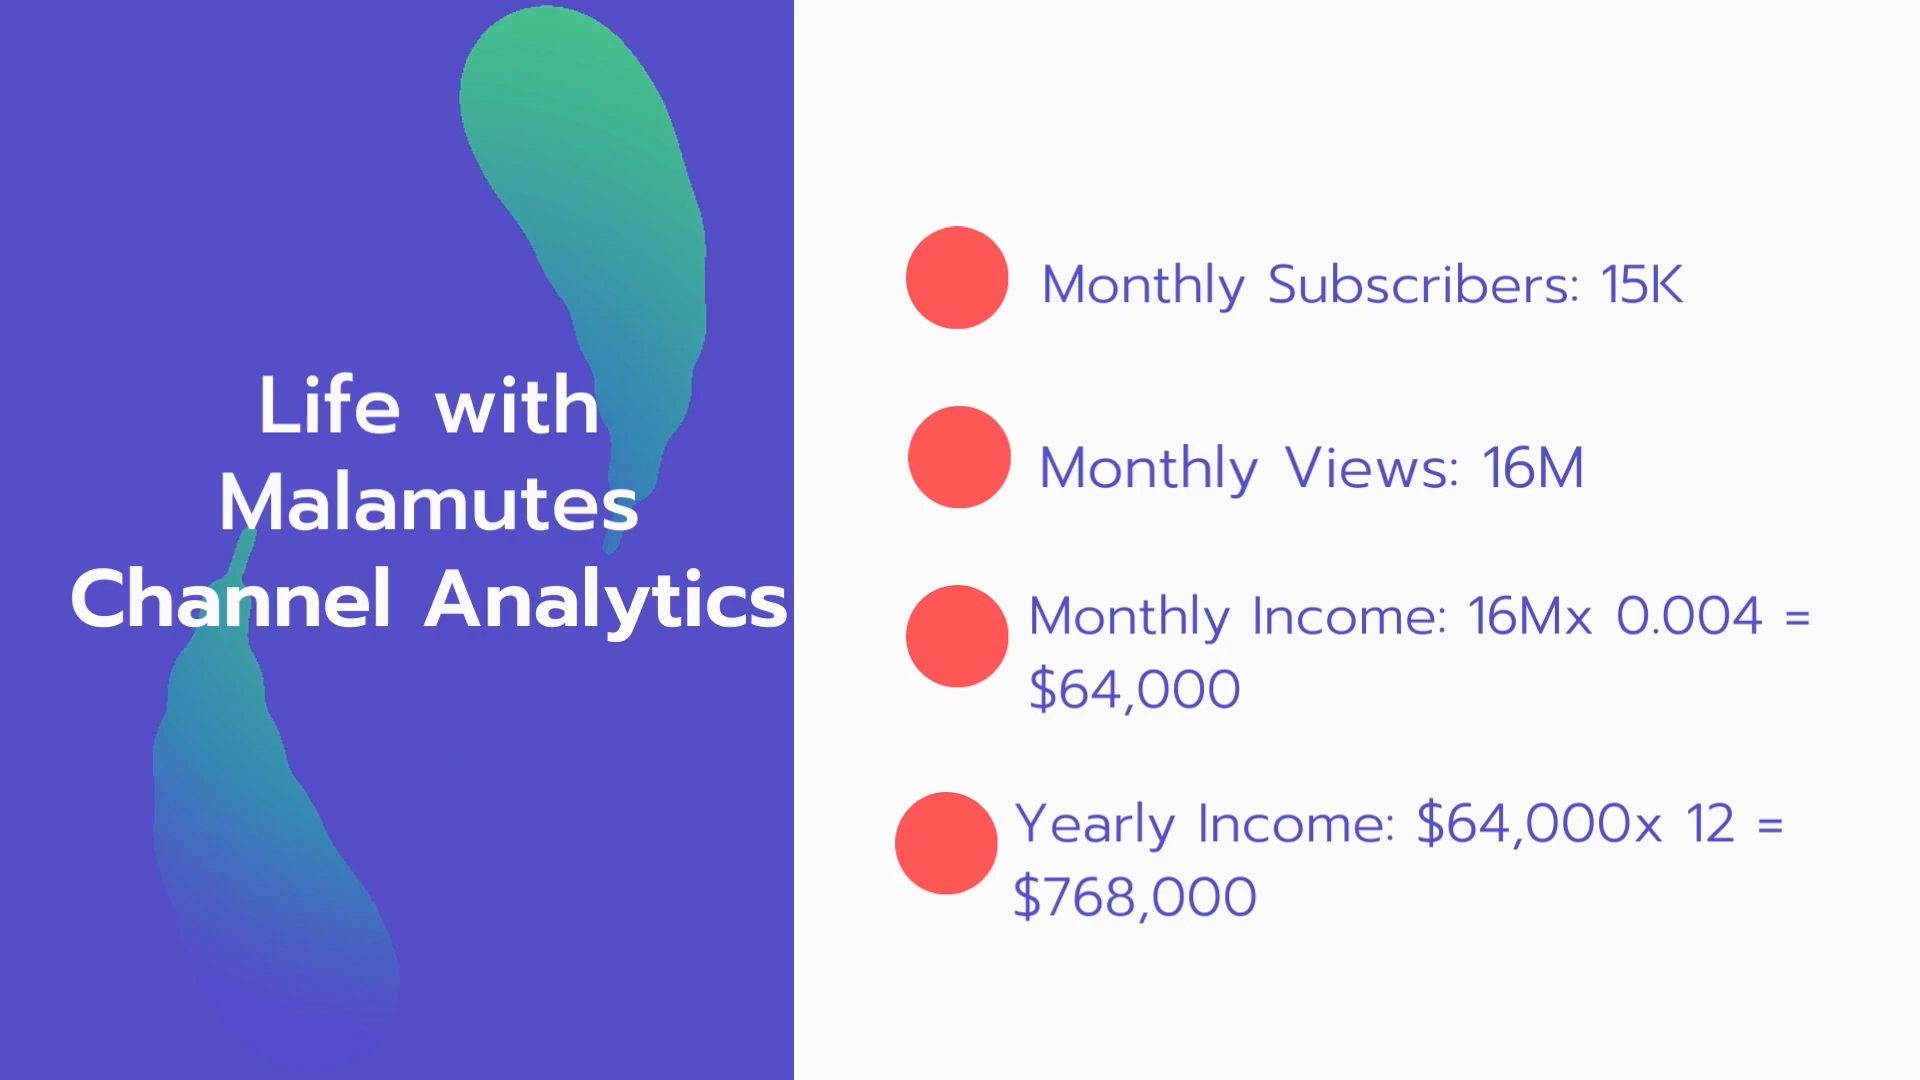 Life with
Malamutes
Channel Analytics
Monthly Subscribers: 15K
Monthly Views: 16M
Monthly Income: 16Mx 0.004 =
$64,000
Yearly Income: $64,000x 12 =
$768,000